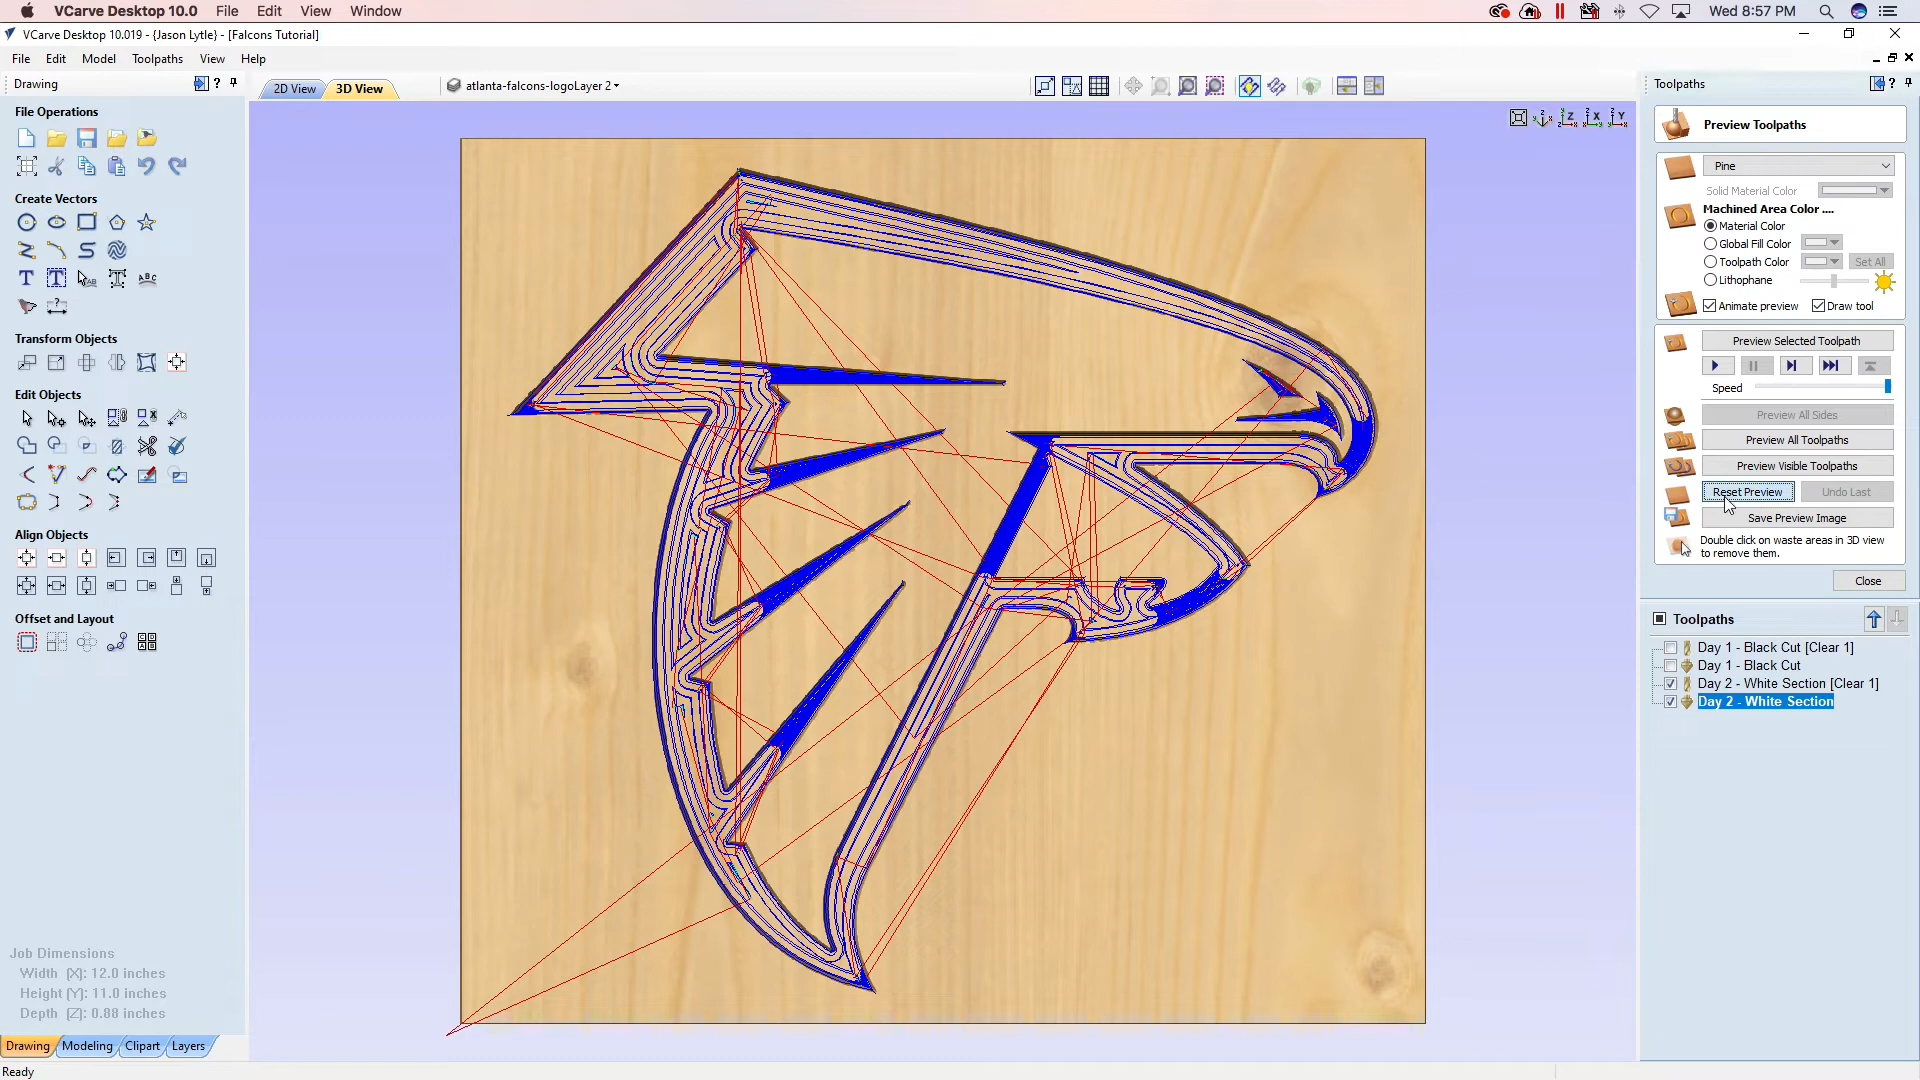 VCarve Desktop 10.0 File Edit View Window Wed 8:57 PM
VCarve Desktop 10.019 - {Jason Lytle} - [Falcons Tutorial]
File Edit Model Toolpaths View Help
Drawing ?
2D View 3D View atlanta-falcons-logoLayer 2
Toolpaths ?
File Operations
Create Vectors
Transform Objects
Edit Objects
Align Objects
Offset and Layout
Job Dimensions
Width (X): 12.0 inches
Height (Y): 11.0 inches
Depth (Z): 0.88 inches
Drawing Modeling Clipart Layers
Ready
Preview Toolpaths
Pine
Solid Material Color
Machined Area Color ....
Material Color
Global Fill Color
Toolpath Color Set All
Lithophane
Animate preview Draw tool
Preview Selected Toolpath
Speed
Preview All Sides
Preview All Toolpaths
Preview Visible Toolpaths
Reset Preview Undo Last
Save Preview Image
Double click on waste areas in 3D view
to remove them.
Close
Toolpaths
Day 1 - Black Cut [Clear 1]
Day 1 - Black Cut
Day 2 - White Section [Clear 1]
Day 2 - White Section